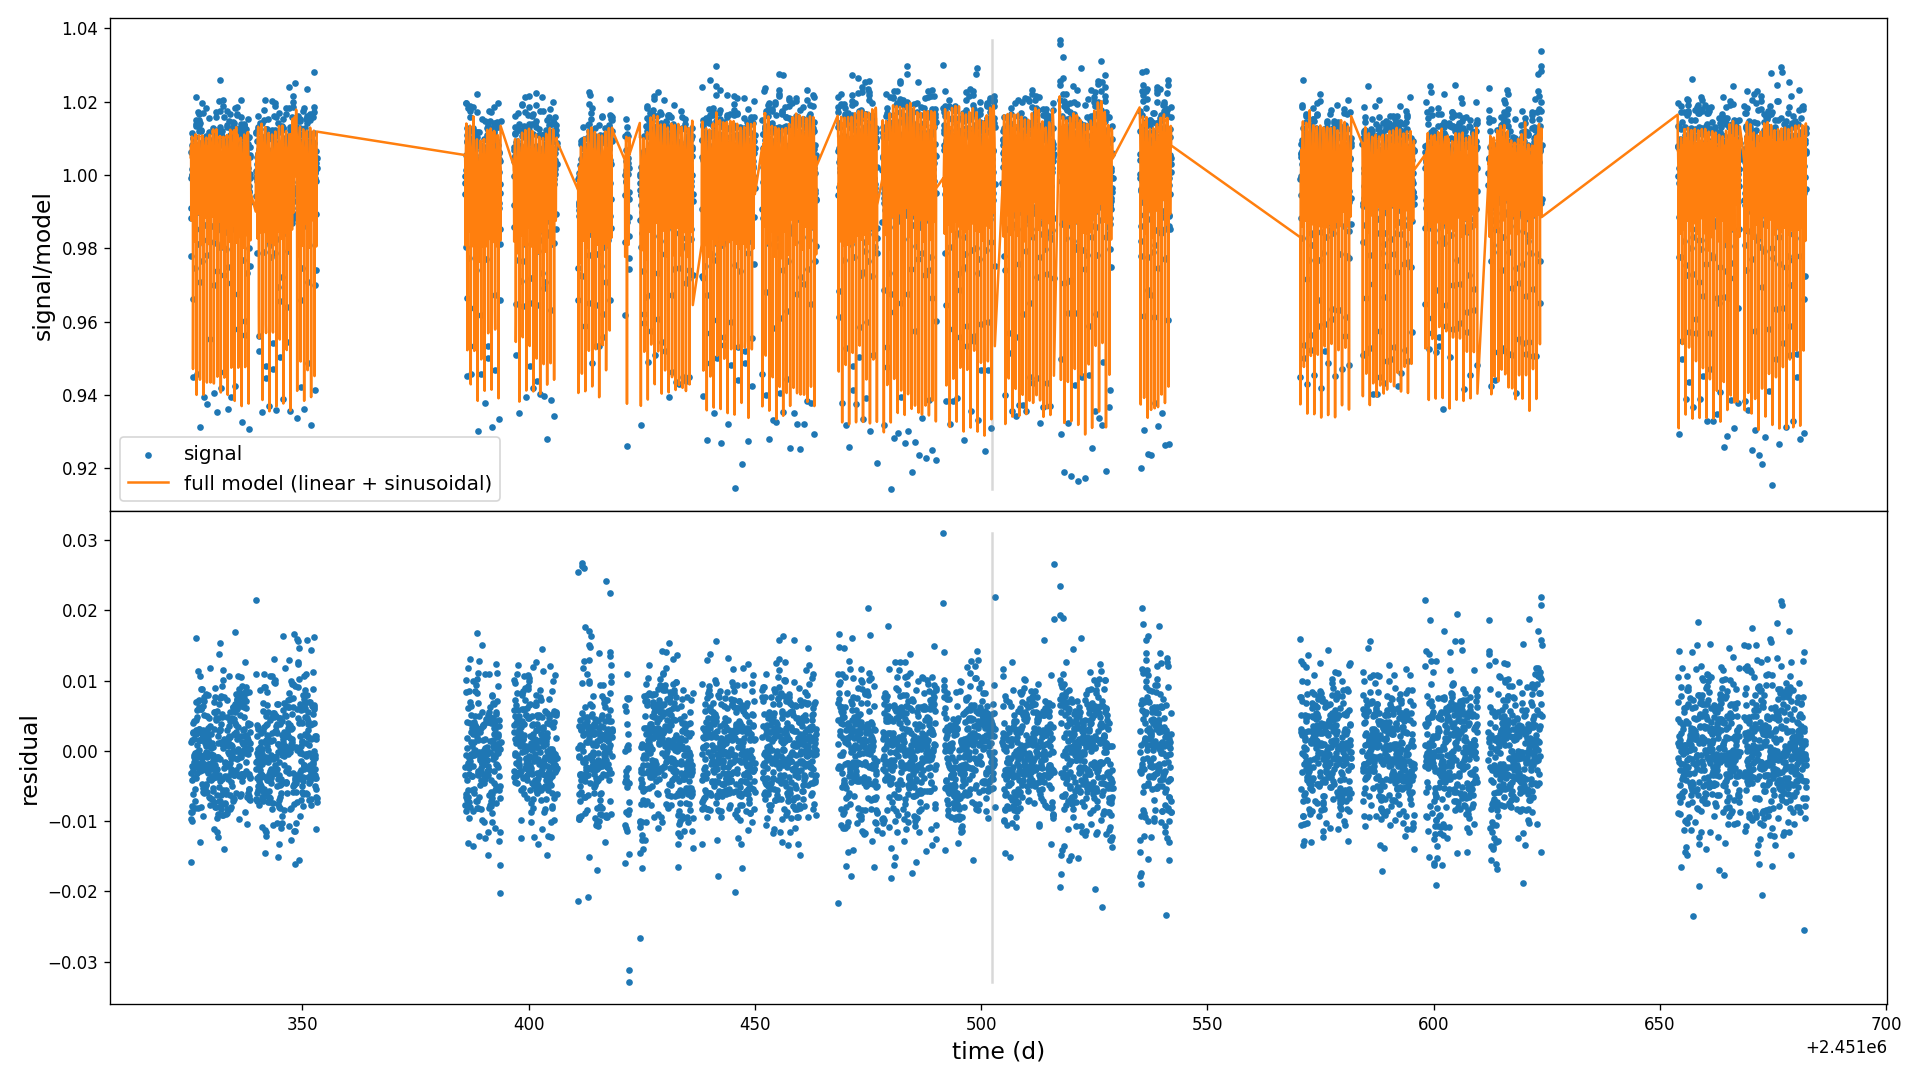 1.04
1.02
1.00
0.98
0.96
0.94
0.92
signal/model
signal
full model (linear + sinusoidal)
0.03
0.02
0.01
0.00
−0.01
−0.02
−0.03
residual
350 400 450 500 550 600 650 700
time (d)
+2.451e6